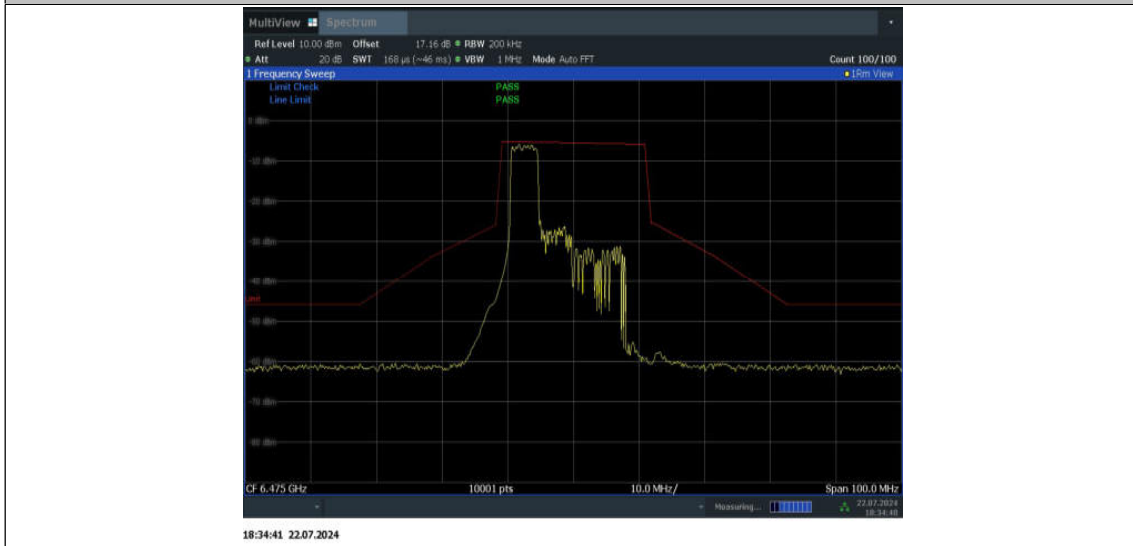 MultiView Spectrum
Ref Level 10.00 dBm Offset 17.16 dB RBW 200 kHz
Att 20 dB SWT 168 µs (~46 ms) VBW 1 MHz Mode Auto FFT Count 100/100
1 Frequency Sweep 1Rm View
Limit Check PASS
Line Limit PASS
0 dBm
-10 dBm
-20 dBm
-30 dBm
-40 dBm
Limit
-50 dBm
-60 dBm
-70 dBm
-80 dBm
CF 6.475 GHz 10001 pts 10.0 MHz/ Span 100.0 MHz
Measuring... 22.07.2024
18:34:40
18:34:41 22.07.2024